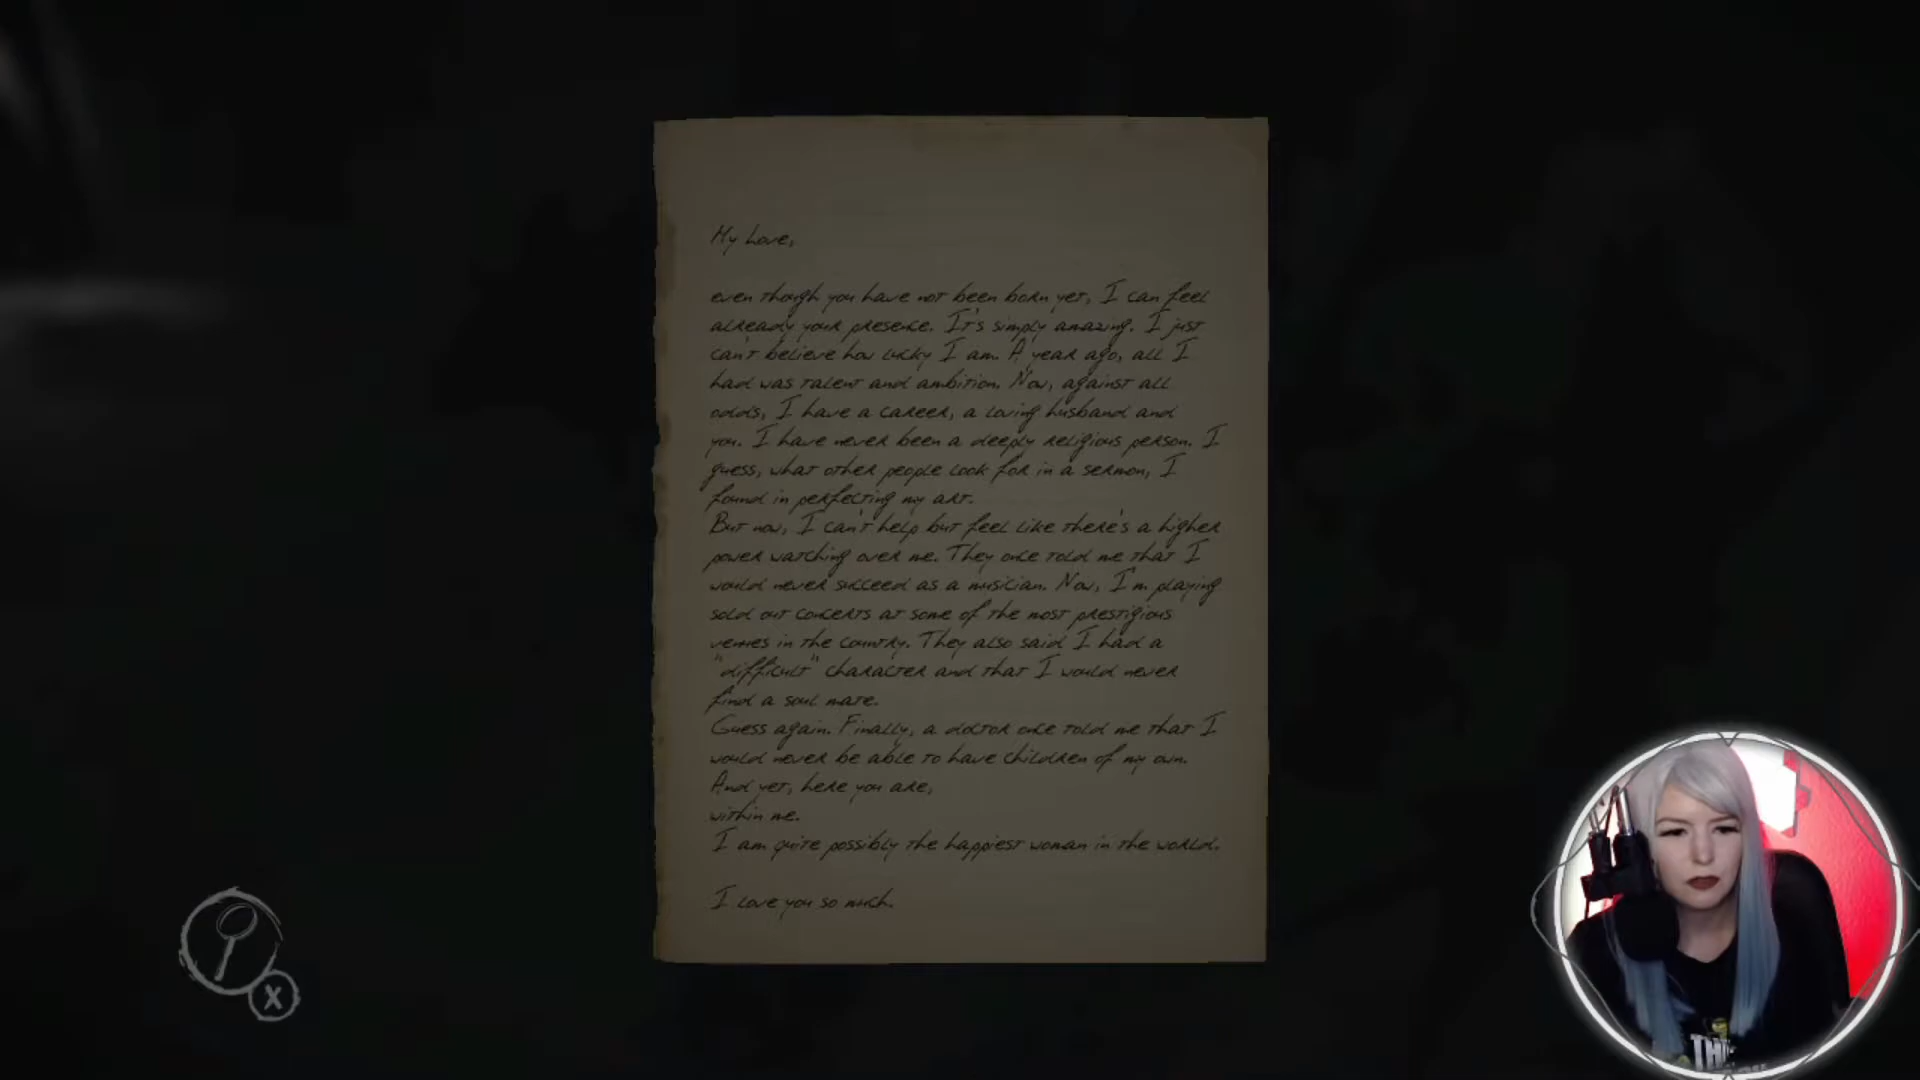 My Love,
even though you have not been born yet, I can feel
already your presence. It's simply amazing. I just
can't believe how lucky I am. A year ago, all I
had was talent and ambition. Now, against all
odds, I have a career, a loving husband and
you. I have never been a deeply religious person. I
guess, what other people look for in a sermon, I
found in perfecting my art.
But now, I can't help but feel like there's a higher
power watching over me. They once told me that I
would never succeed as a musician. Now, I'm playing
sold out concerts at some of the most prestigious
venues in the country. They also said I had a
"difficult" character and that I would never
find a soul mate.
Guess again. Finally, a doctor once told me that I
would never be able to have children of my own.
And yet, here you are,
within me.
I am quite possibly the happiest woman in the world.
I love you so much.
X